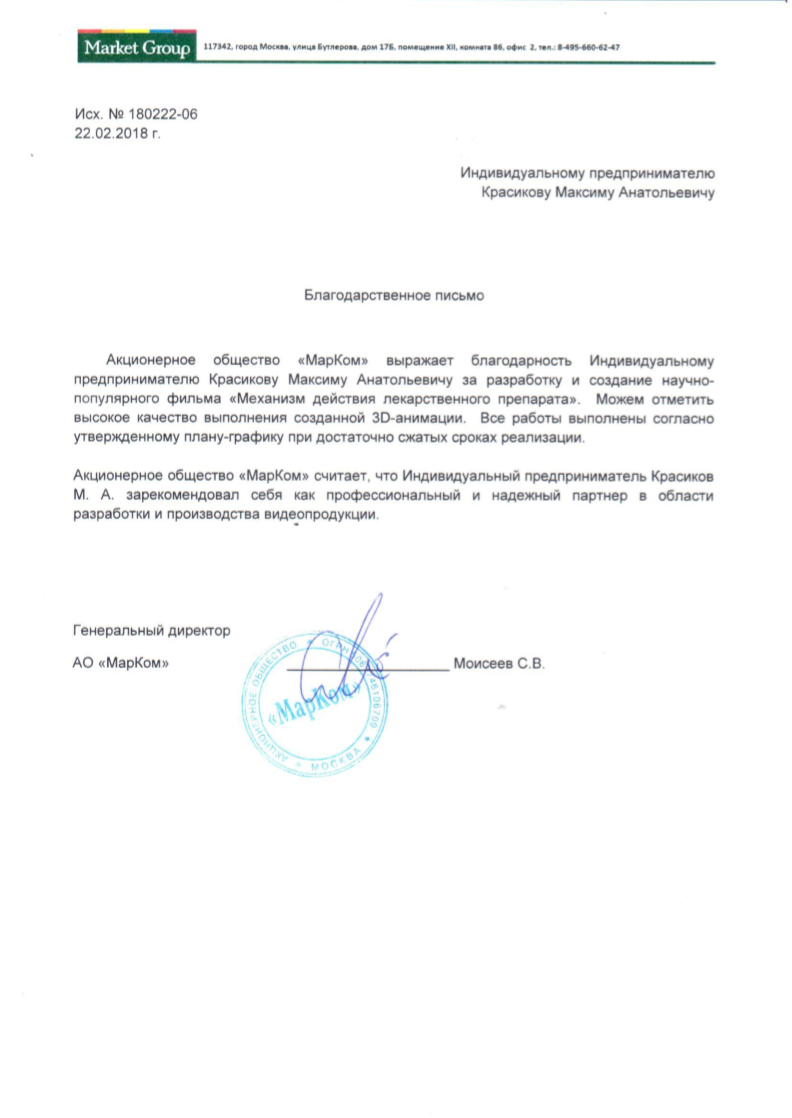 Market Group
117342, город Москва, улица Бутлерова, дом 17Б, помещение XII, комната 86, офис 2, тел.: 8-495-660-62-47
Исх. № 180222-06
22.02.2018 г.
Индивидуальному предпринимателю
Красикову Максиму Анатольевичу
Благодарственное письмо
Акционерное общество «МарКом» выражает благодарность Индивидуальному
предпринимателю Красикову Максиму Анатольевичу за разработку и создание научно-
популярного фильма «Механизм действия лекарственного препарата». Можем отметить
высокое качество выполнения созданной 3D-анимации. Все работы выполнены согласно
утвержденному плану-графику при достаточно сжатых сроках реализации.
Акционерное общество «МарКом» считает, что Индивидуальный предприниматель Красиков
М. А. зарекомендовал себя как профессиональный и надежный партнер в области
разработки и производства видеопродукции.
Генеральный директор
АО «МарКом» Моисеев С.В.
АКЦИОНЕРНОЕ ОБЩЕСТВО ОГРН
«МарКом»
МОСКВА